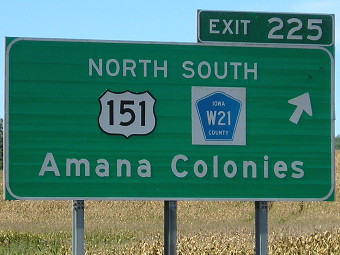 EXIT 225
NORTH SOUTH
151
IOWA
W21
COUNTY
Amana Colonies